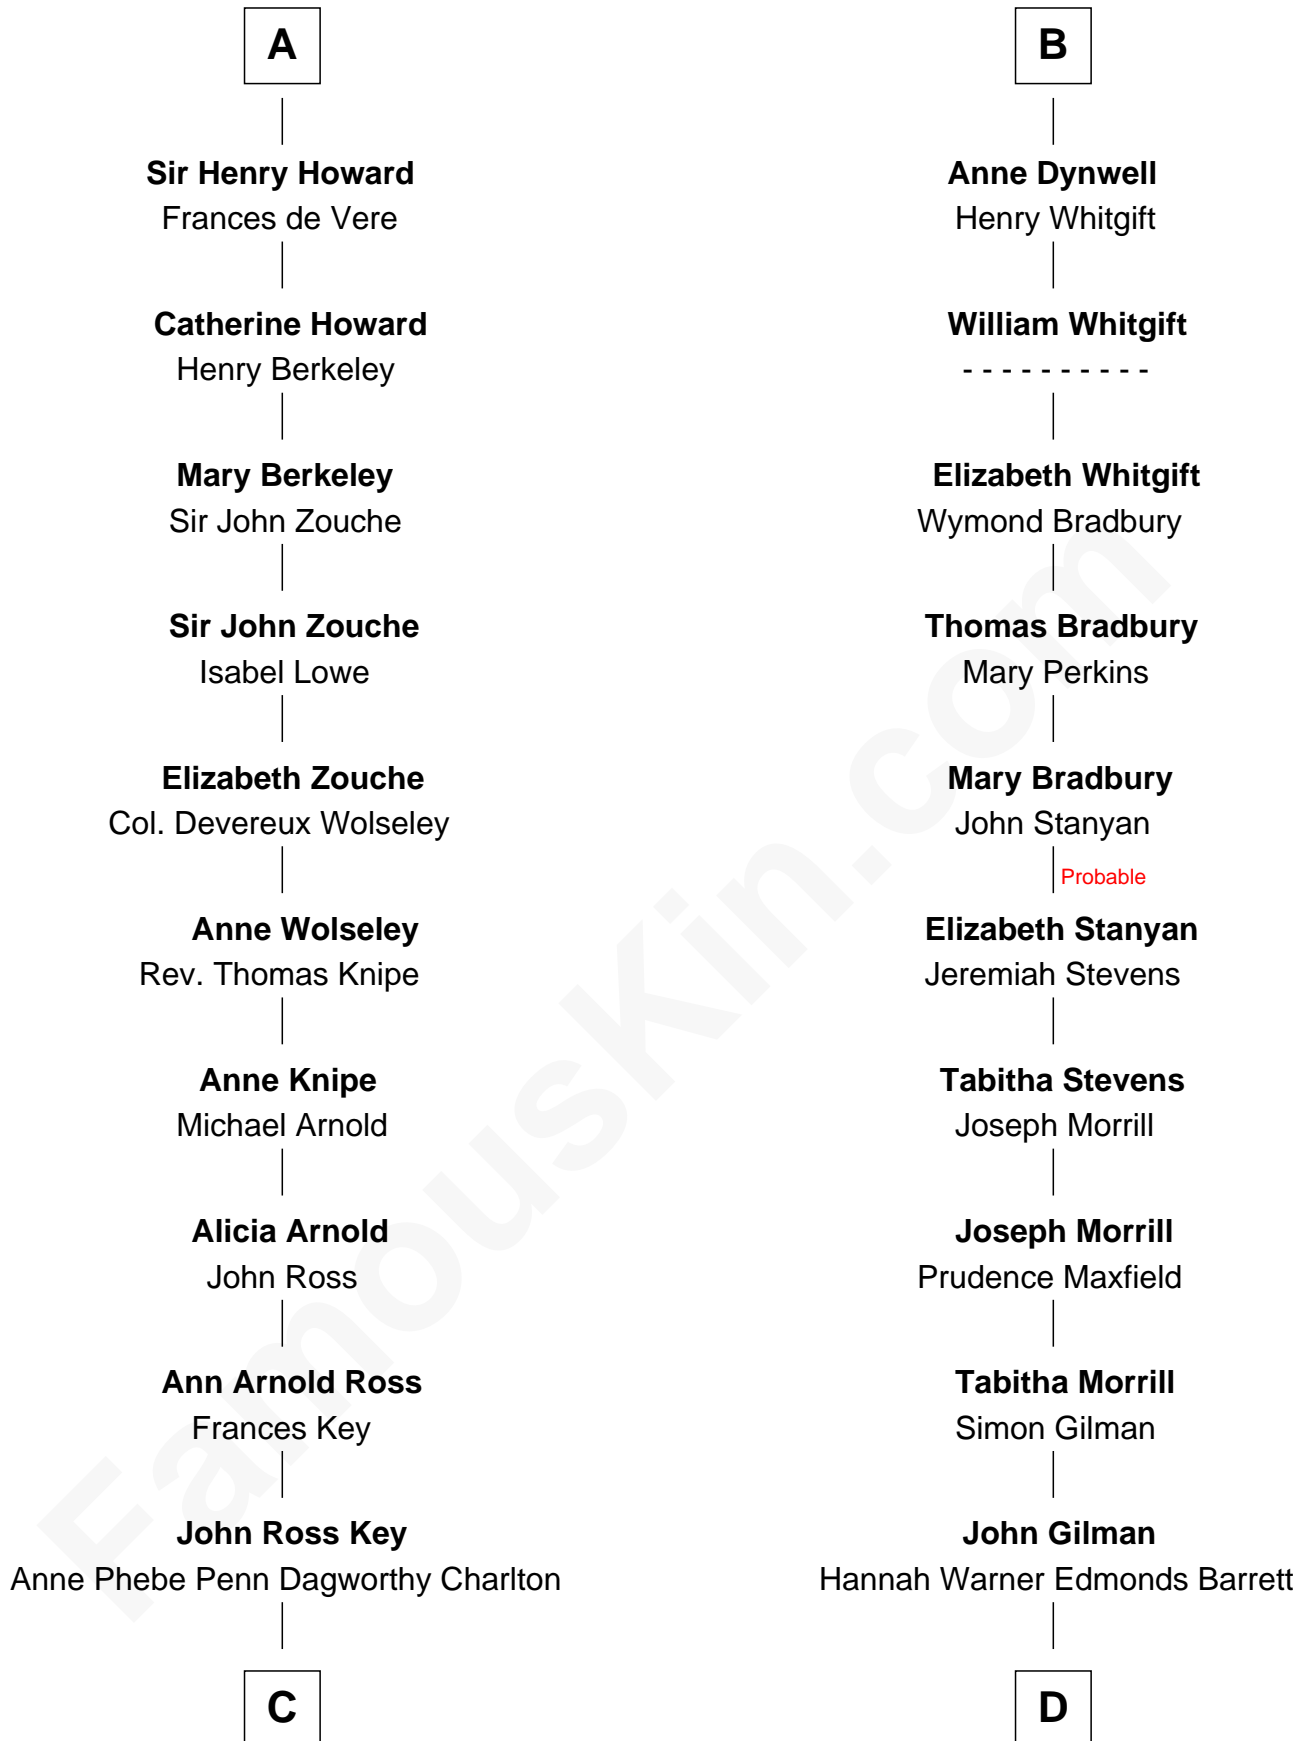 A
Sir Henry Howard
Frances de Vere
Catherine Howard
Henry Berkeley
Mary Berkeley
Sir John Zouche
Sir John Zouche
Isabel Lowe
Elizabeth Zouche
Col. Devereux Wolseley
Anne Wolseley
Rev. Thomas Knipe
Anne Knipe
Michael Arnold
Alicia Arnold
John Ross
Ann Arnold Ross
Frances Key
John Ross Key
Anne Phebe Penn Dagworthy Charlton
C
B
Anne Dynwell
Henry Whitgift
William Whitgift
- - - - - - - - - -
Elizabeth Whitgift
Wymond Bradbury
Thomas Bradbury
Mary Perkins
Mary Bradbury
John Stanyan
Probable
Elizabeth Stanyan
Jeremiah Stevens
Tabitha Stevens
Joseph Morrill
Joseph Morrill
Prudence Maxfield
Tabitha Morrill
Simon Gilman
John Gilman
Hannah Warner Edmonds Barrett
D
FamousKin.com